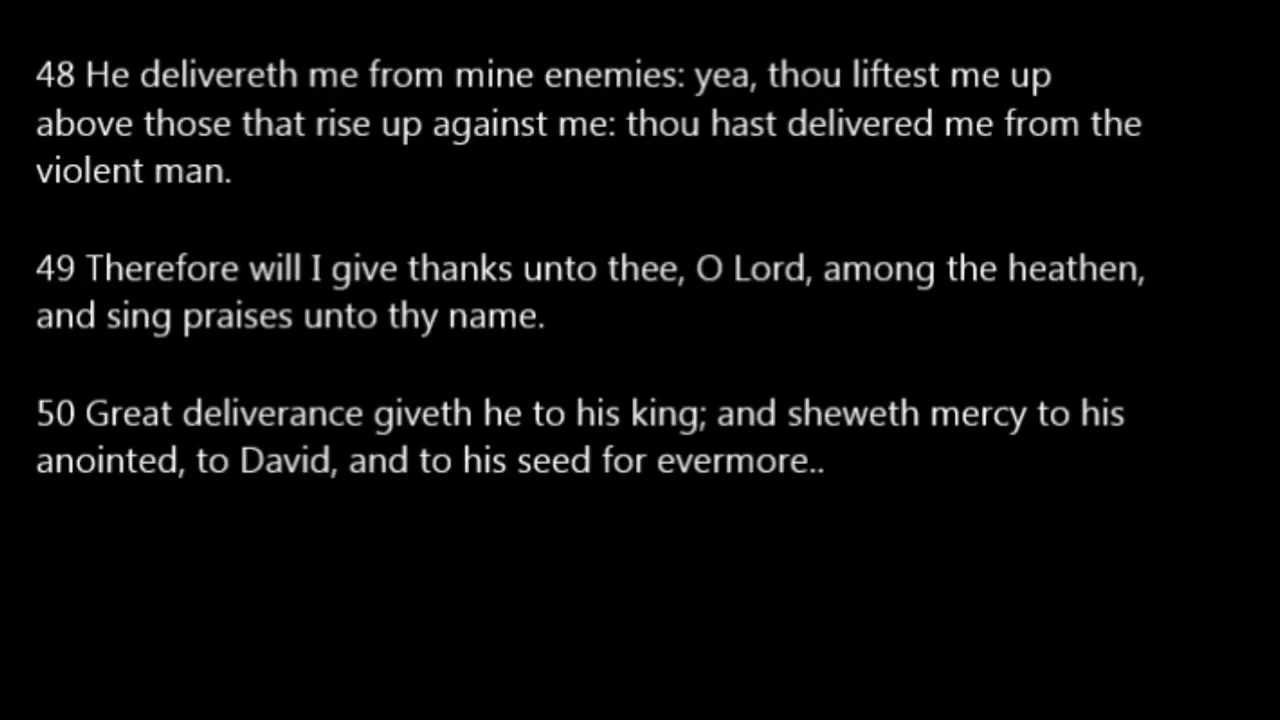 48 He delivereth me from mine enemies: yea, thou liftest me up
above those that rise up against me: thou hast delivered me from the
violent man.
49 Therefore will I give thanks unto thee, O Lord, among the heathen,
and sing praises unto thy name.
50 Great deliverance giveth he to his king; and sheweth mercy to his
anointed, to David, and to his seed for evermore..